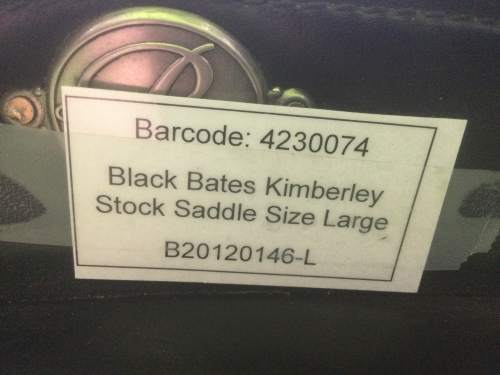 Barcode: 4230074
Black Bates Kimberley
Stock Saddle Size Large
B20120146-L